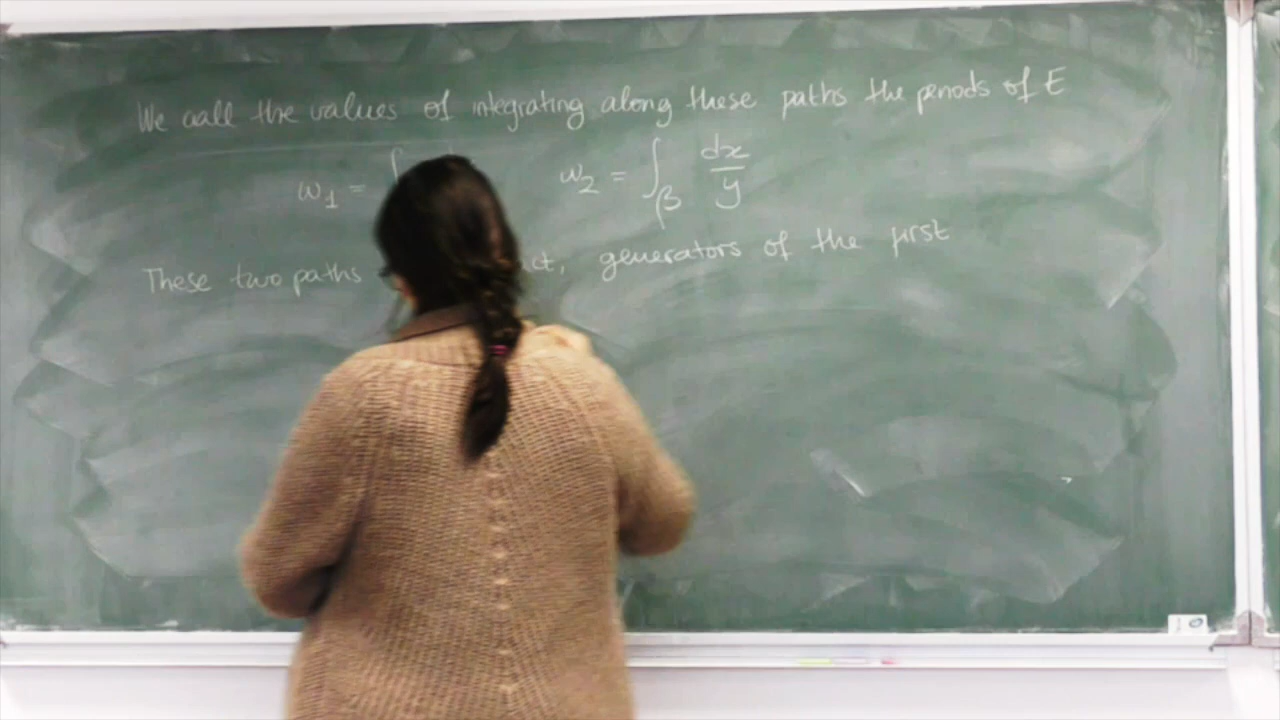 We call the values of integrating along these paths the periods of E
ω₁ = ∫ ω₂ = ∫_β dx/y
These two paths ct, generators of the first